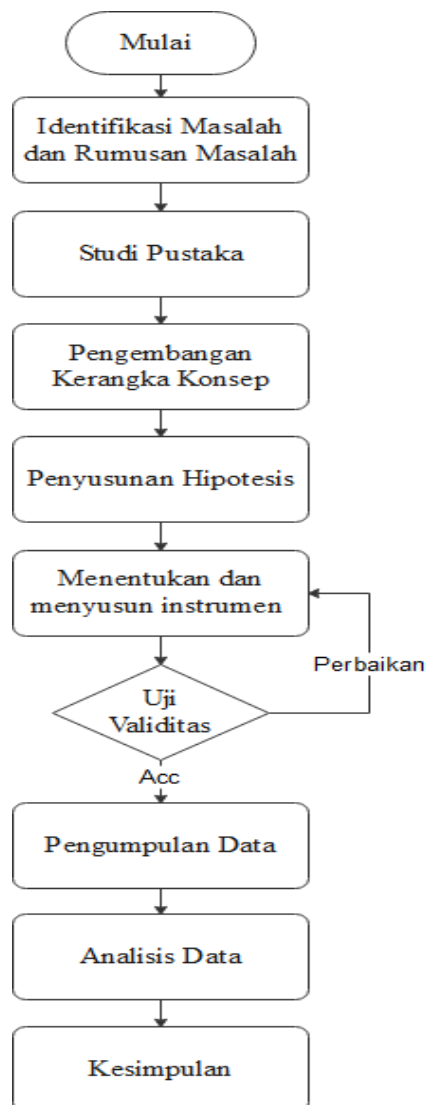 Mulai
Identifikasi Masalah
dan Rumusan Masalah
Studi Pustaka
Pengembangan
Kerangka Konsep
Penyusunan Hipotesis
Menentukan dan
menyusun instrumen
Perbaikan
Uji
Validitas
Acc
Pengumpulan Data
Analisis Data
Kesimpulan